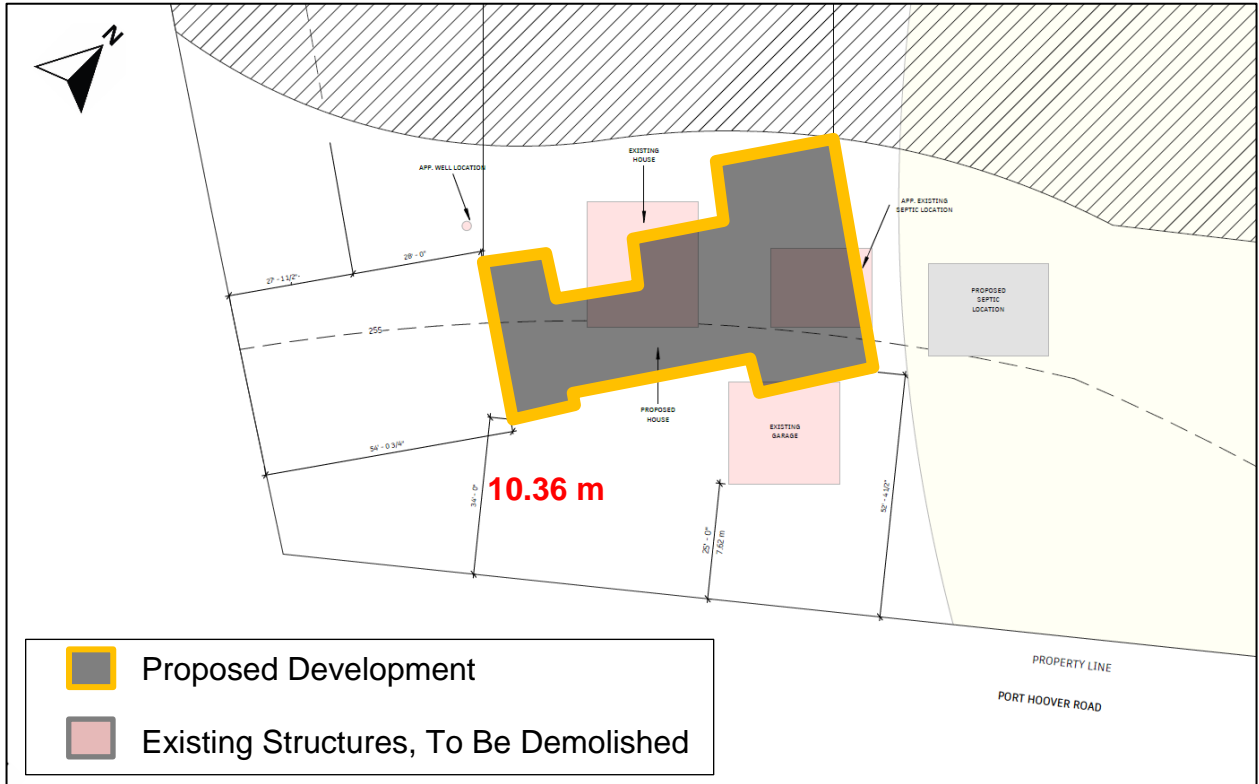 N
EXISTING
HOUSE
APP. WELL LOCATION
APP. EXISTING
SEPTIC LOCATION
28' - 0"
27' - 1 1/2"
PROPOSED
SEPTIC
LOCATION
255
PROPOSED
HOUSE
EXISTING
GARAGE
54' - 0 3/4"
34' - 0"
10.36 m
25' - 0"
7.62 m
52' - 4 1/2"
PROPERTY LINE
PORT HOOVER ROAD
Proposed Development
Existing Structures, To Be Demolished